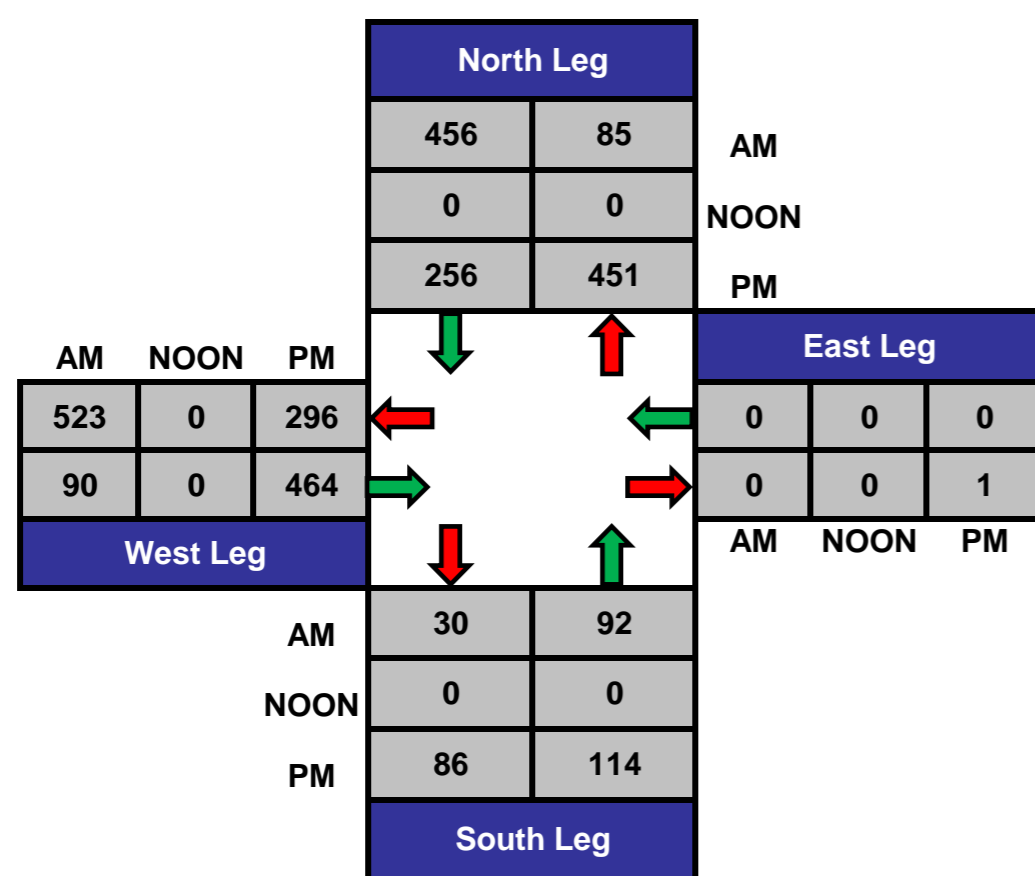 North Leg
456 85 AM
0 0 NOON
256 451 PM
East Leg
AM NOON PM
523 0 296 0 0 0
90 0 464 0 0 1
West Leg AM NOON PM
AM 30 92
NOON 0 0
PM 86 114
South Leg